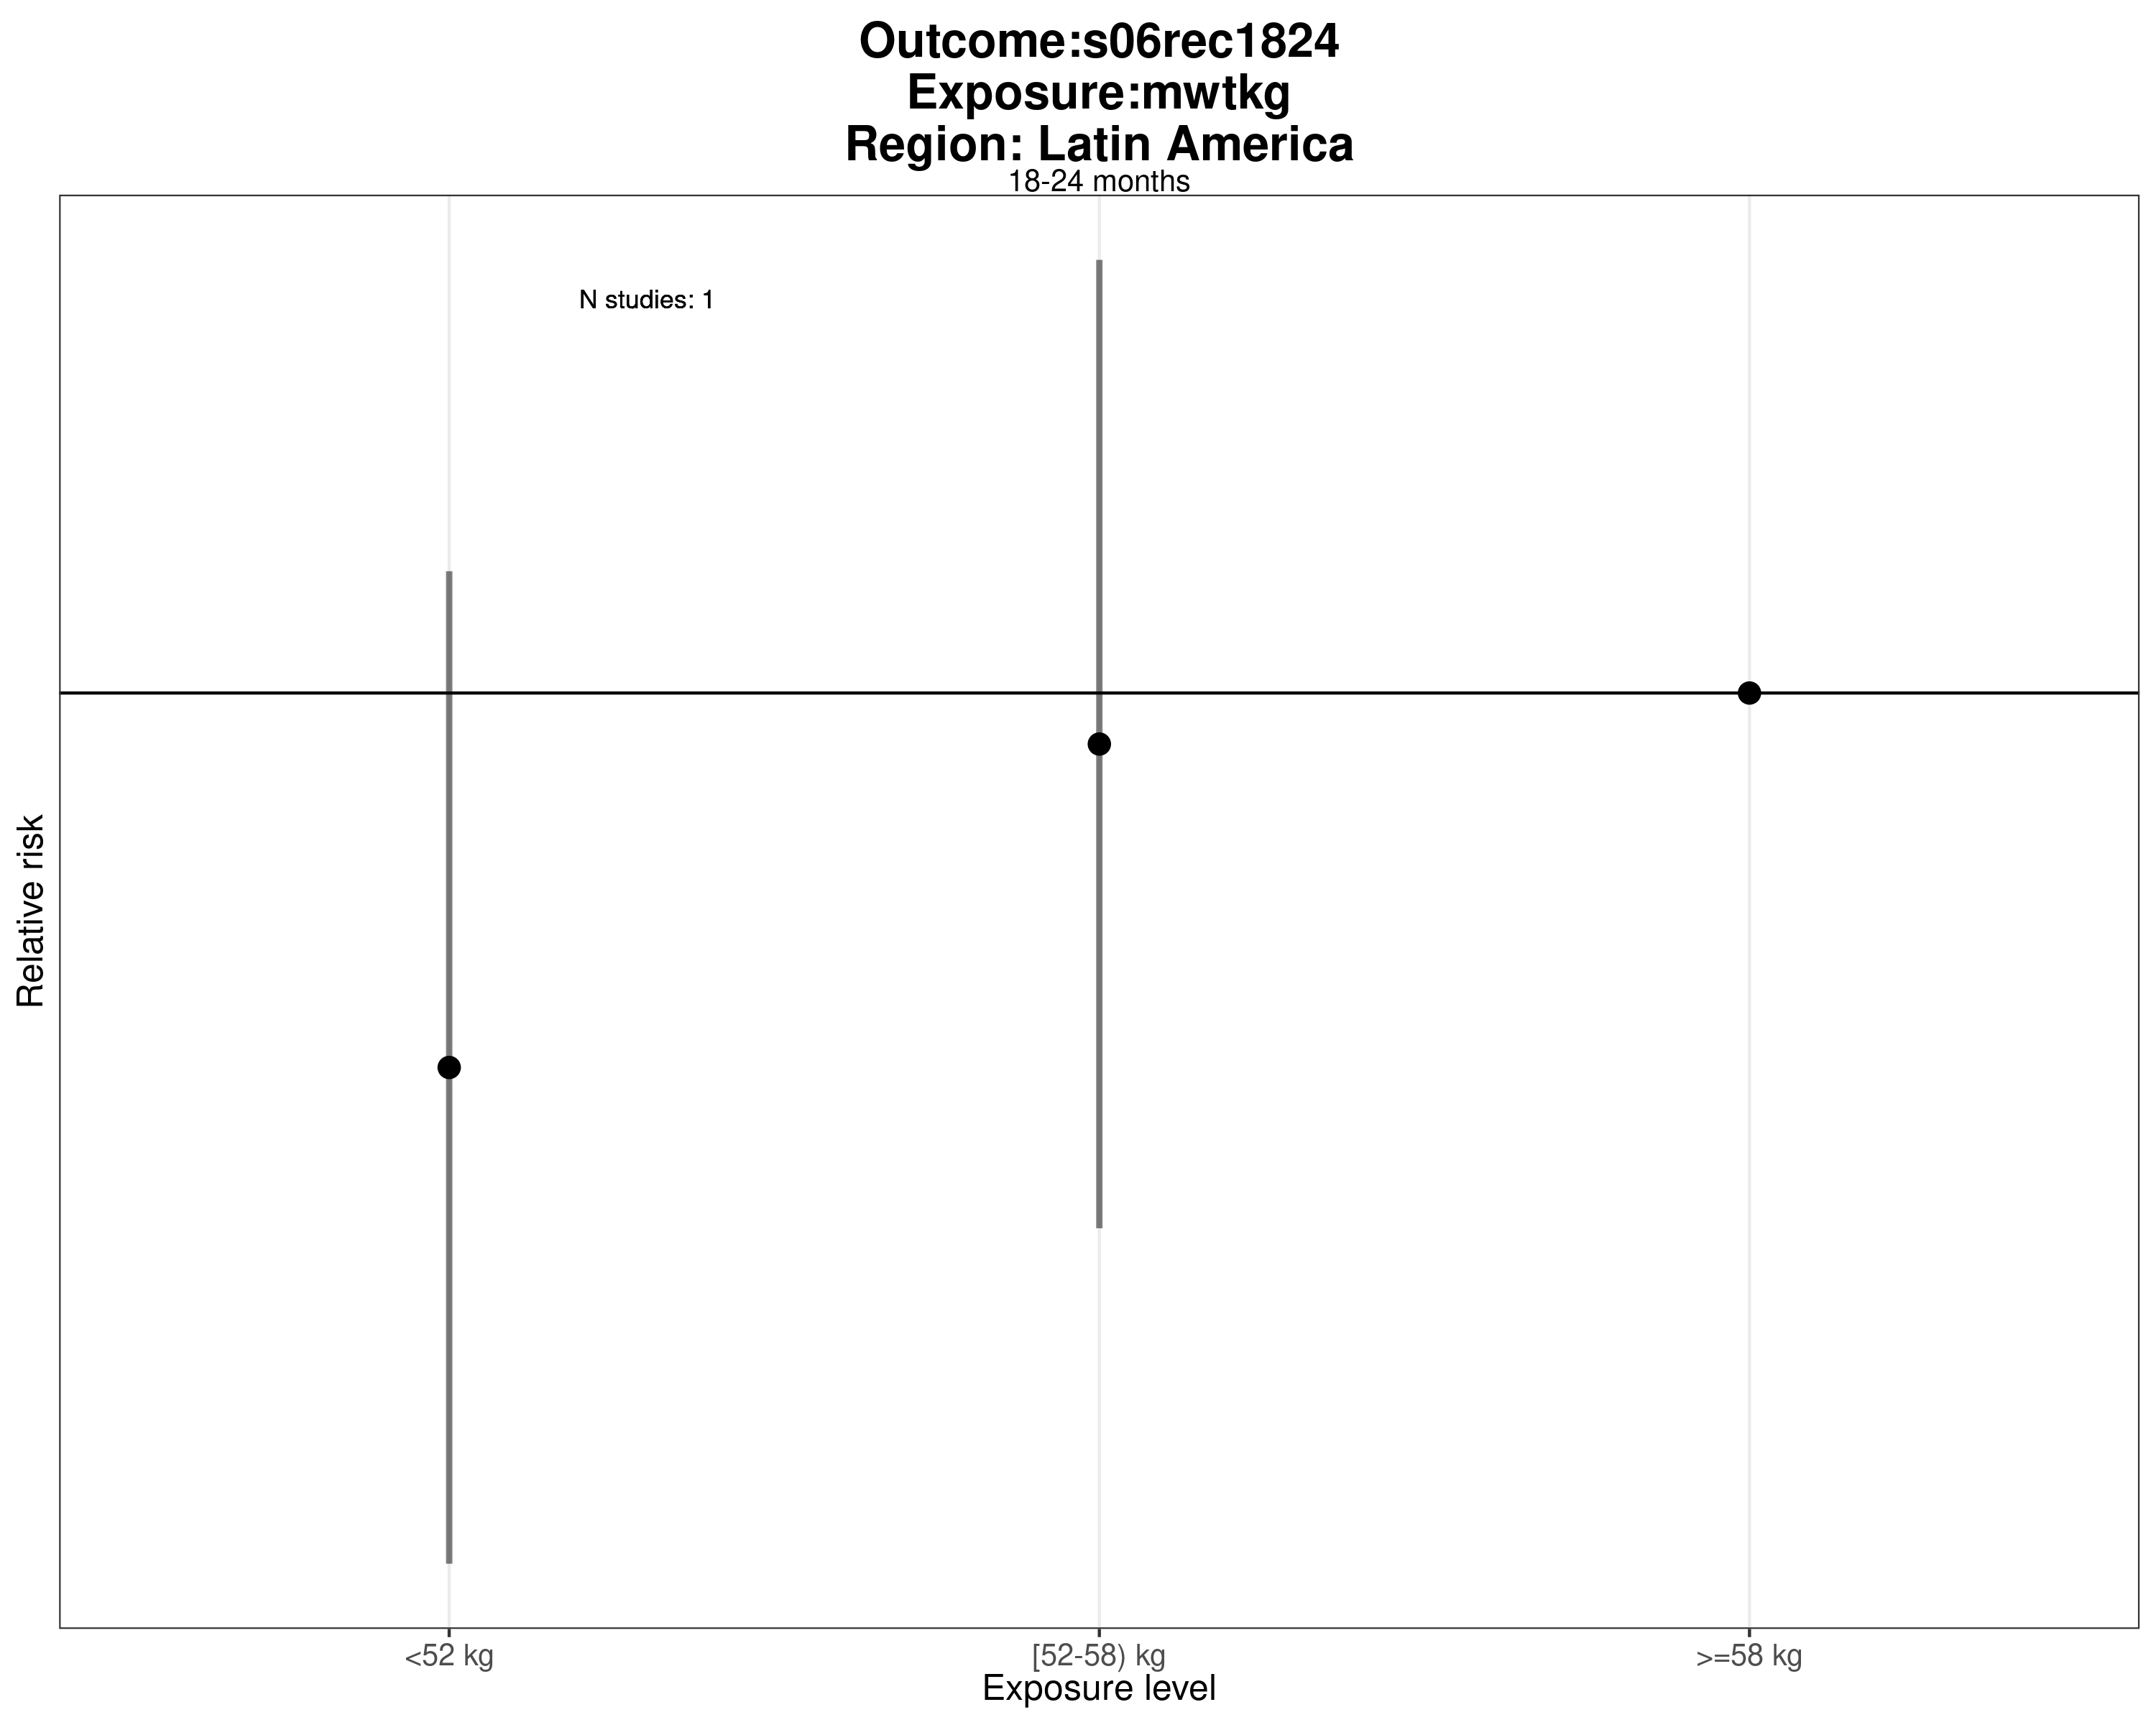 Outcome:s06rec1824
Exposure:mwtkg
Region: Latin America
18-24 months
N studies: 1
Relative risk
<52 kg
[52-58) kg
>=58 kg
Exposure level